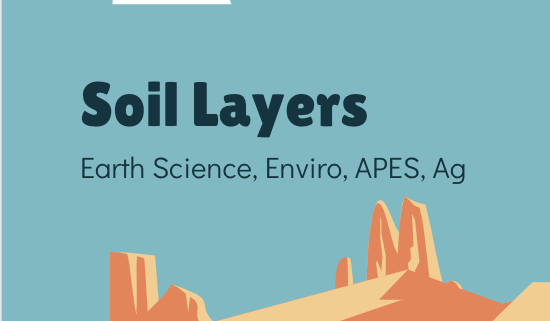 Soil Layers
Earth Science, Enviro, APES, Ag